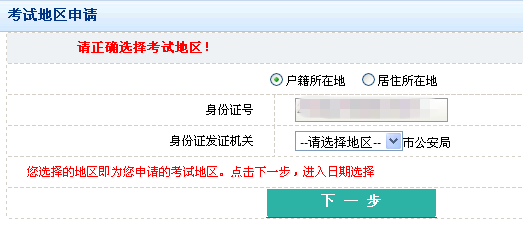 考试地区申请
请正确选择考试地区！
户籍所在地 居住所在地
身份证号
身份证发证机关 --请选择地区-- 市公安局
您选择的地区即为您申请的考试地区。点击下一步，进入日期选择
下 一 步